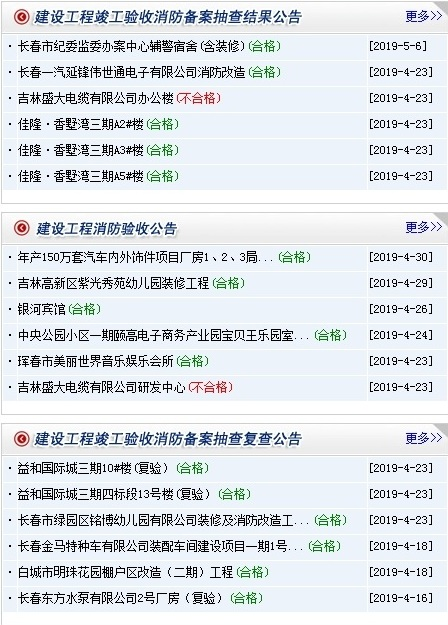 建设工程竣工验收消防备案抽查结果公告 更多>>
· 长春市纪委监委办案中心辅警宿舍(含装修)(合格) [2019-5-6]
· 长春一汽延锋伟世通电子有限公司消防改造(合格) [2019-4-23]
· 吉林盛大电缆有限公司办公楼(不合格) [2019-4-23]
· 佳隆·香墅湾三期A2#楼(合格) [2019-4-23]
· 佳隆·香墅湾三期A3#楼(合格) [2019-4-23]
· 佳隆·香墅湾三期A5#楼(合格) [2019-4-23]
建设工程消防验收公告 更多>>
· 年产150万套汽车内外饰件项目厂房1、2、3局...(合格) [2019-4-30]
· 吉林高新区紫光秀苑幼儿园装修工程(合格) [2019-4-29]
· 银河宾馆(合格) [2019-4-26]
· 中央公园小区一期颐高电子商务产业园宝贝王乐园室...(合格) [2019-4-24]
· 珲春市美丽世界音乐娱乐会所(合格) [2019-4-23]
· 吉林盛大电缆有限公司研发中心(不合格) [2019-4-23]
建设工程竣工验收消防备案抽查复查公告 更多>>
· 益和国际城三期10#楼(复验)(合格) [2019-4-23]
· 益和国际城三期四标段13号楼(复验)(合格) [2019-4-23]
· 长春市绿园区铭博幼儿园有限公司装修及消防改造工...(合格) [2019-4-23]
· 长春金马特种车有限公司装配车间建设项目一期1号...(合格) [2019-4-18]
· 白城市明珠花园棚户区改造（二期）工程(合格) [2019-4-18]
· 长春东方水泵有限公司2号厂房（复验）(合格) [2019-4-16]